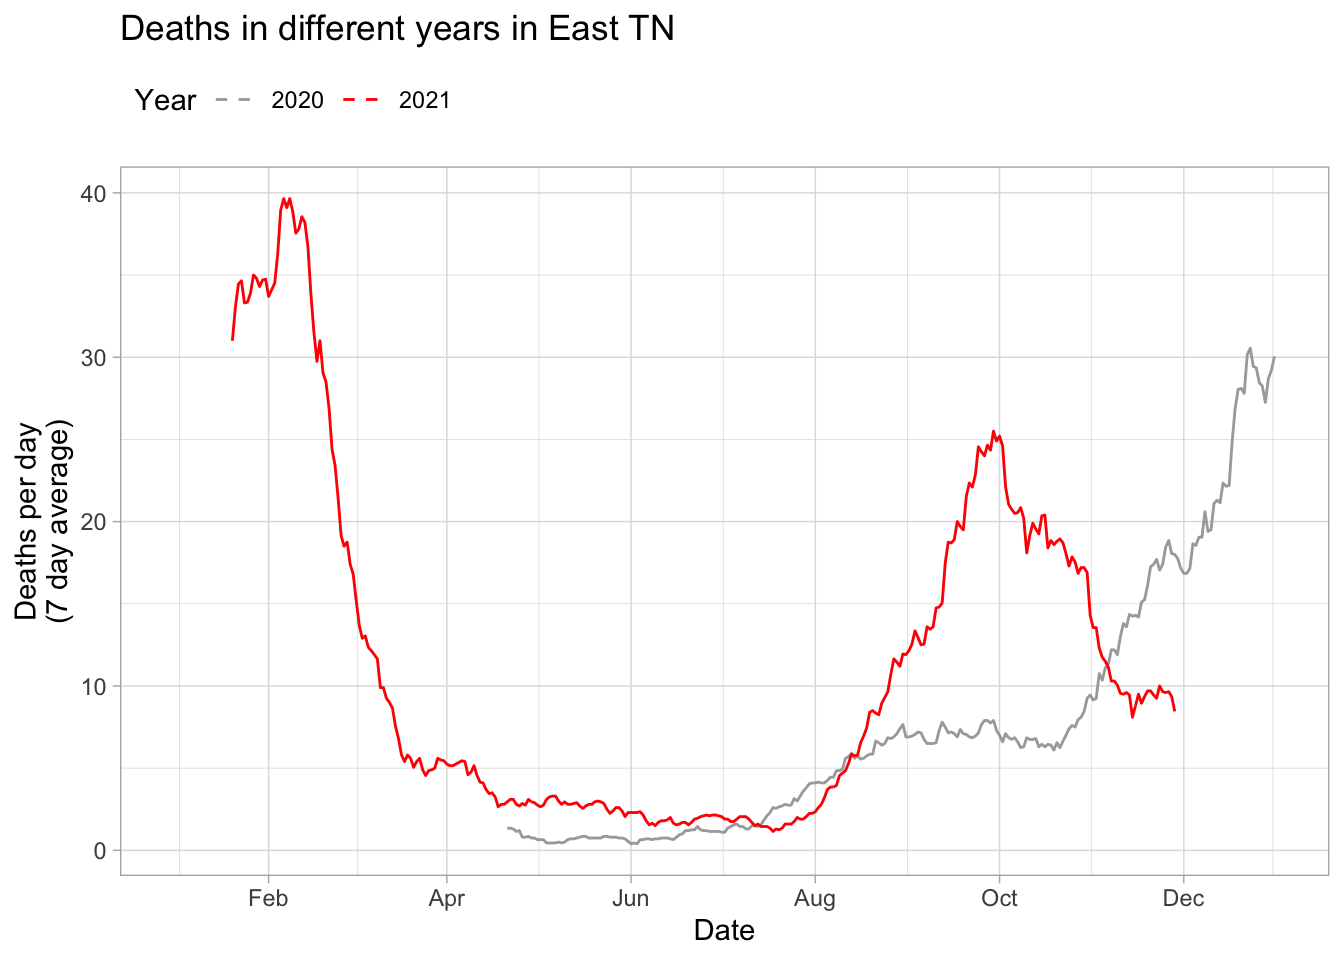 Deaths in different years in East TN
Year 2020 2021
40
30
20
10
0
Deaths per day
(7 day average)
Feb Apr Jun Aug Oct Dec
Date